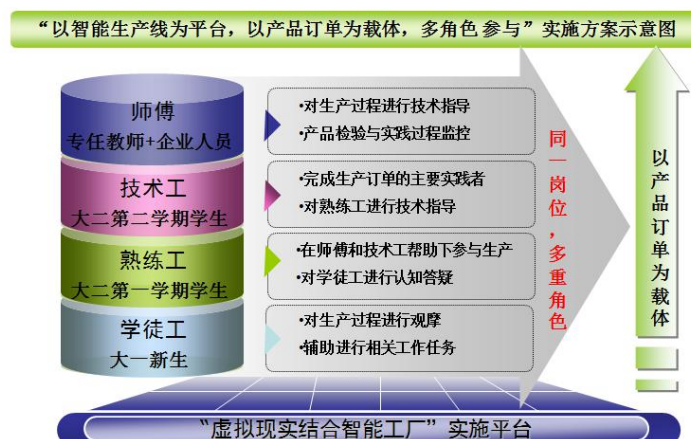 “以智能生产线为平台，以产品订单为载体，多角色 参与”实施方案示意图
师傅
专任教师+企业人员
•对生产过程进行技术指导
•产品检验与实践过程监控
技术工
大二第二学期学生
•完成生产订单的主要实践者
•对熟练工进行技术指导
熟练工
大二第一学期学生
•在师傅和技术工帮助下参与生产
•对学徒工进行认知答疑
学徒工
大一新生
•对生产过程进行观摩
•辅助进行相关工作任务
同一岗位，多重角色
以产品订单为载体
“虚拟现实结合智能工厂”实施平台